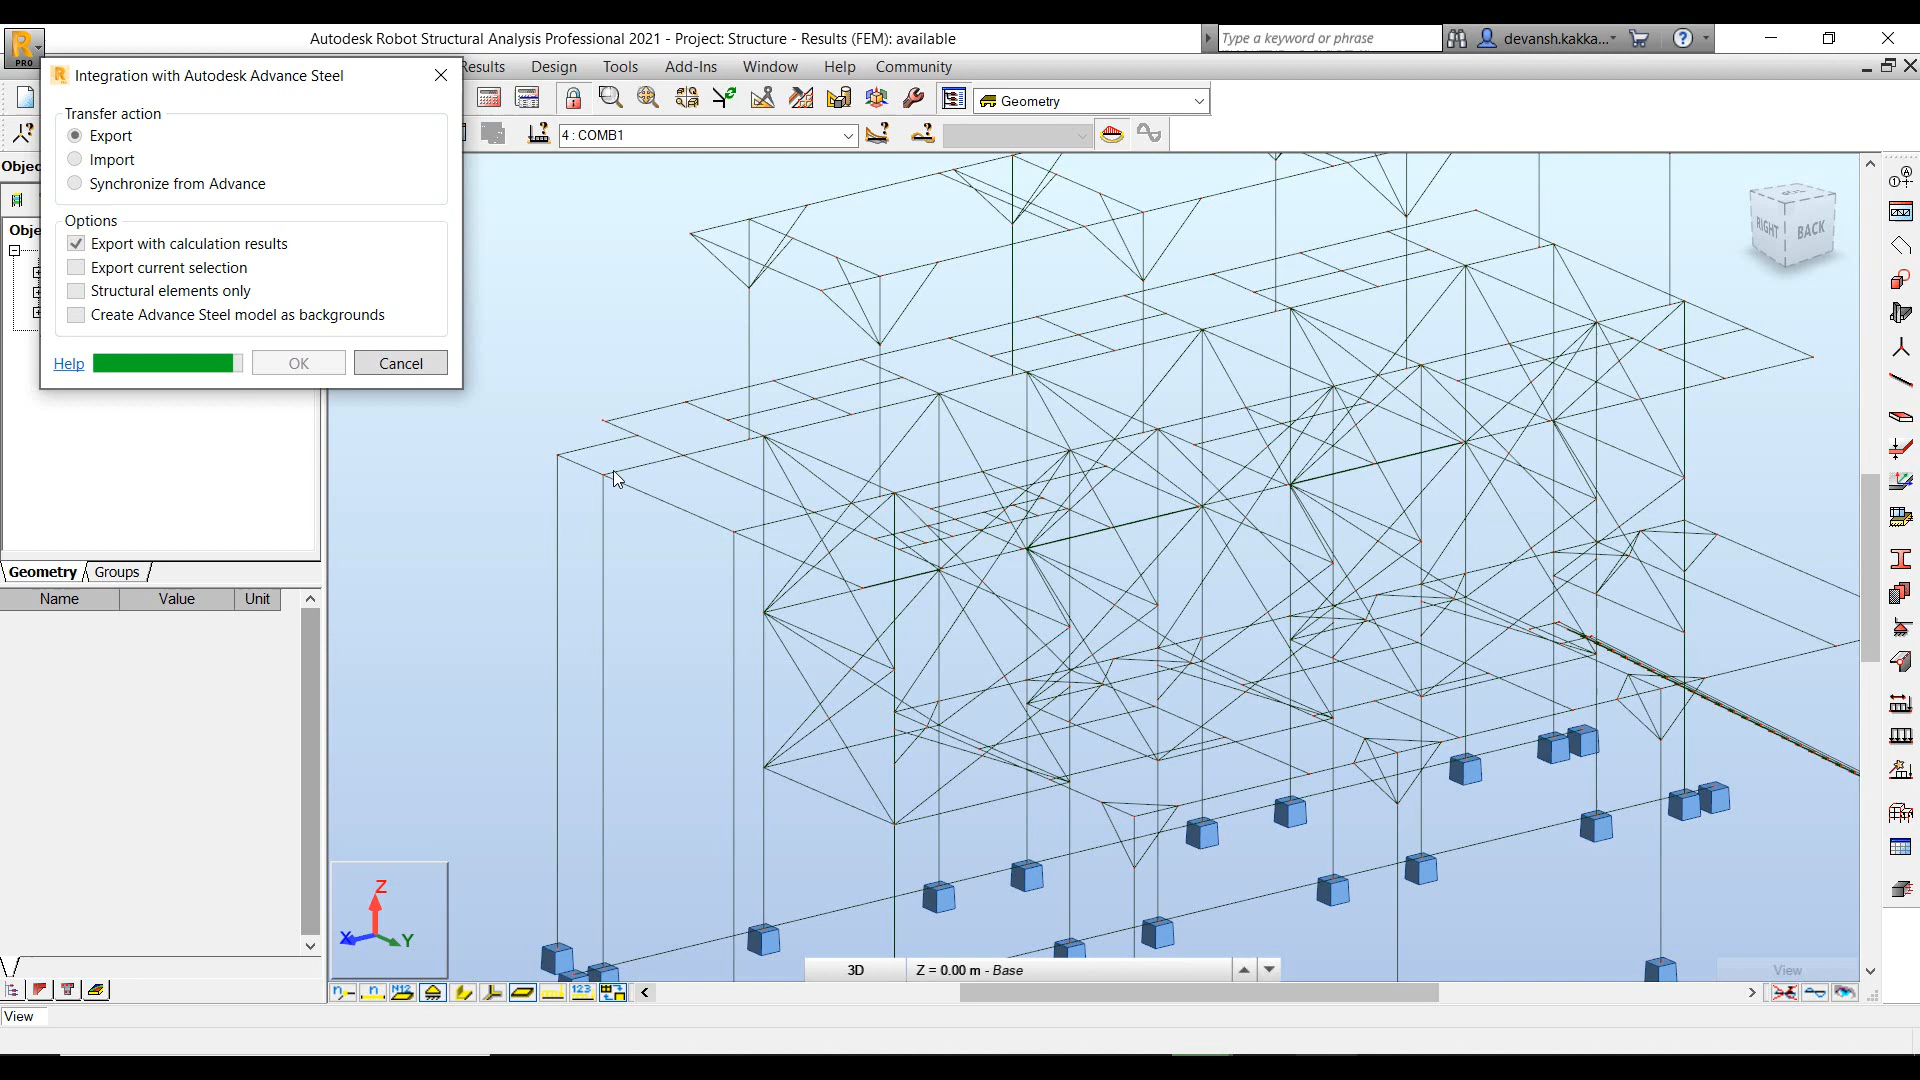 Autodesk Robot Structural Analysis Professional 2021 - Project: Structure - Results (FEM): available
Type a keyword or phrase
devansh.kakka...
PRO
Integration with Autodesk Advance Steel
Results Design Tools Add-Ins Window Help Community
Geometry
4 : COMB1
Transfer action
Export
Import
Synchronize from Advance
Options
Export with calculation results
Export current selection
Structural elements only
Create Advance Steel model as backgrounds
Help OK Cancel
Objec
Obje
TOP
RIGHT BACK
Geometry Groups
Name Value Unit
Z
X Y
3D Z = 0.00 m - Base
View
View